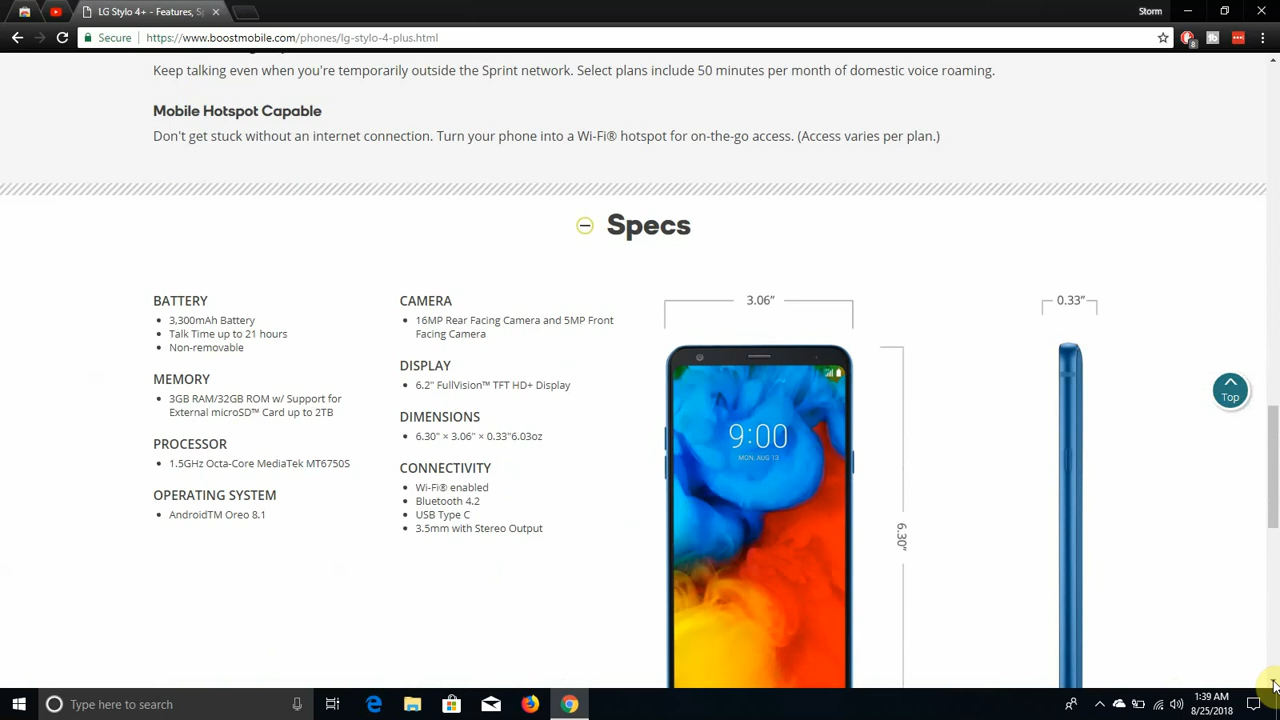 LG Stylo 4+ - Features, S
Storm
Secure
https://www.boostmobile.com/phones/lg-stylo-4-plus.html
8
Keep talking even when you're temporarily outside the Sprint network. Select plans include 50 minutes per month of domestic voice roaming.
Mobile Hotspot Capable
Don't get stuck without an internet connection. Turn your phone into a Wi-Fi® hotspot for on-the-go access. (Access varies per plan.)
Specs
BATTERY
3,300mAh Battery
Talk Time up to 21 hours
Non-removable
MEMORY
3GB RAM/32GB ROM w/ Support for
External microSD™ Card up to 2TB
PROCESSOR
1.5GHz Octa-Core MediaTek MT6750S
OPERATING SYSTEM
AndroidTM Oreo 8.1
CAMERA
16MP Rear Facing Camera and 5MP Front
Facing Camera
DISPLAY
6.2" FullVision™ TFT HD+ Display
DIMENSIONS
6.30" × 3.06" × 0.33"6.03oz
CONNECTIVITY
Wi-Fi® enabled
Bluetooth 4.2
USB Type C
3.5mm with Stereo Output
3.06"
0.33"
9:00
MON, AUG 13
6.30"
Top
Type here to search
1:39 AM
8/25/2018